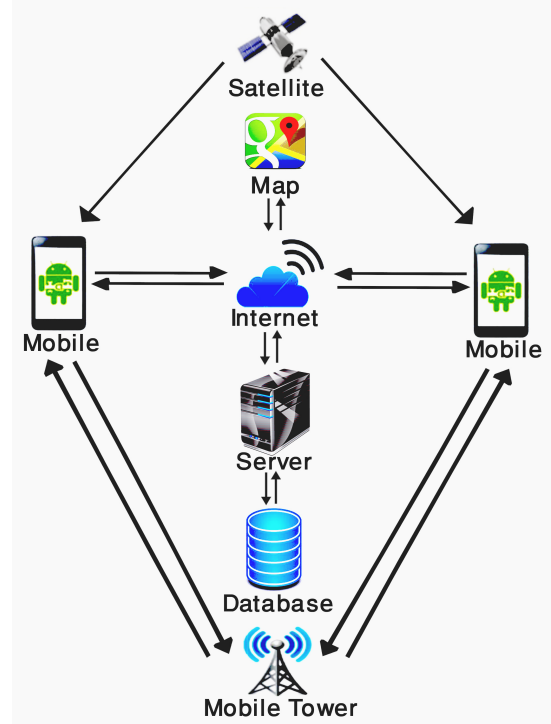 Satellite
Map
Internet
Mobile
Mobile
Server
Database
Mobile Tower